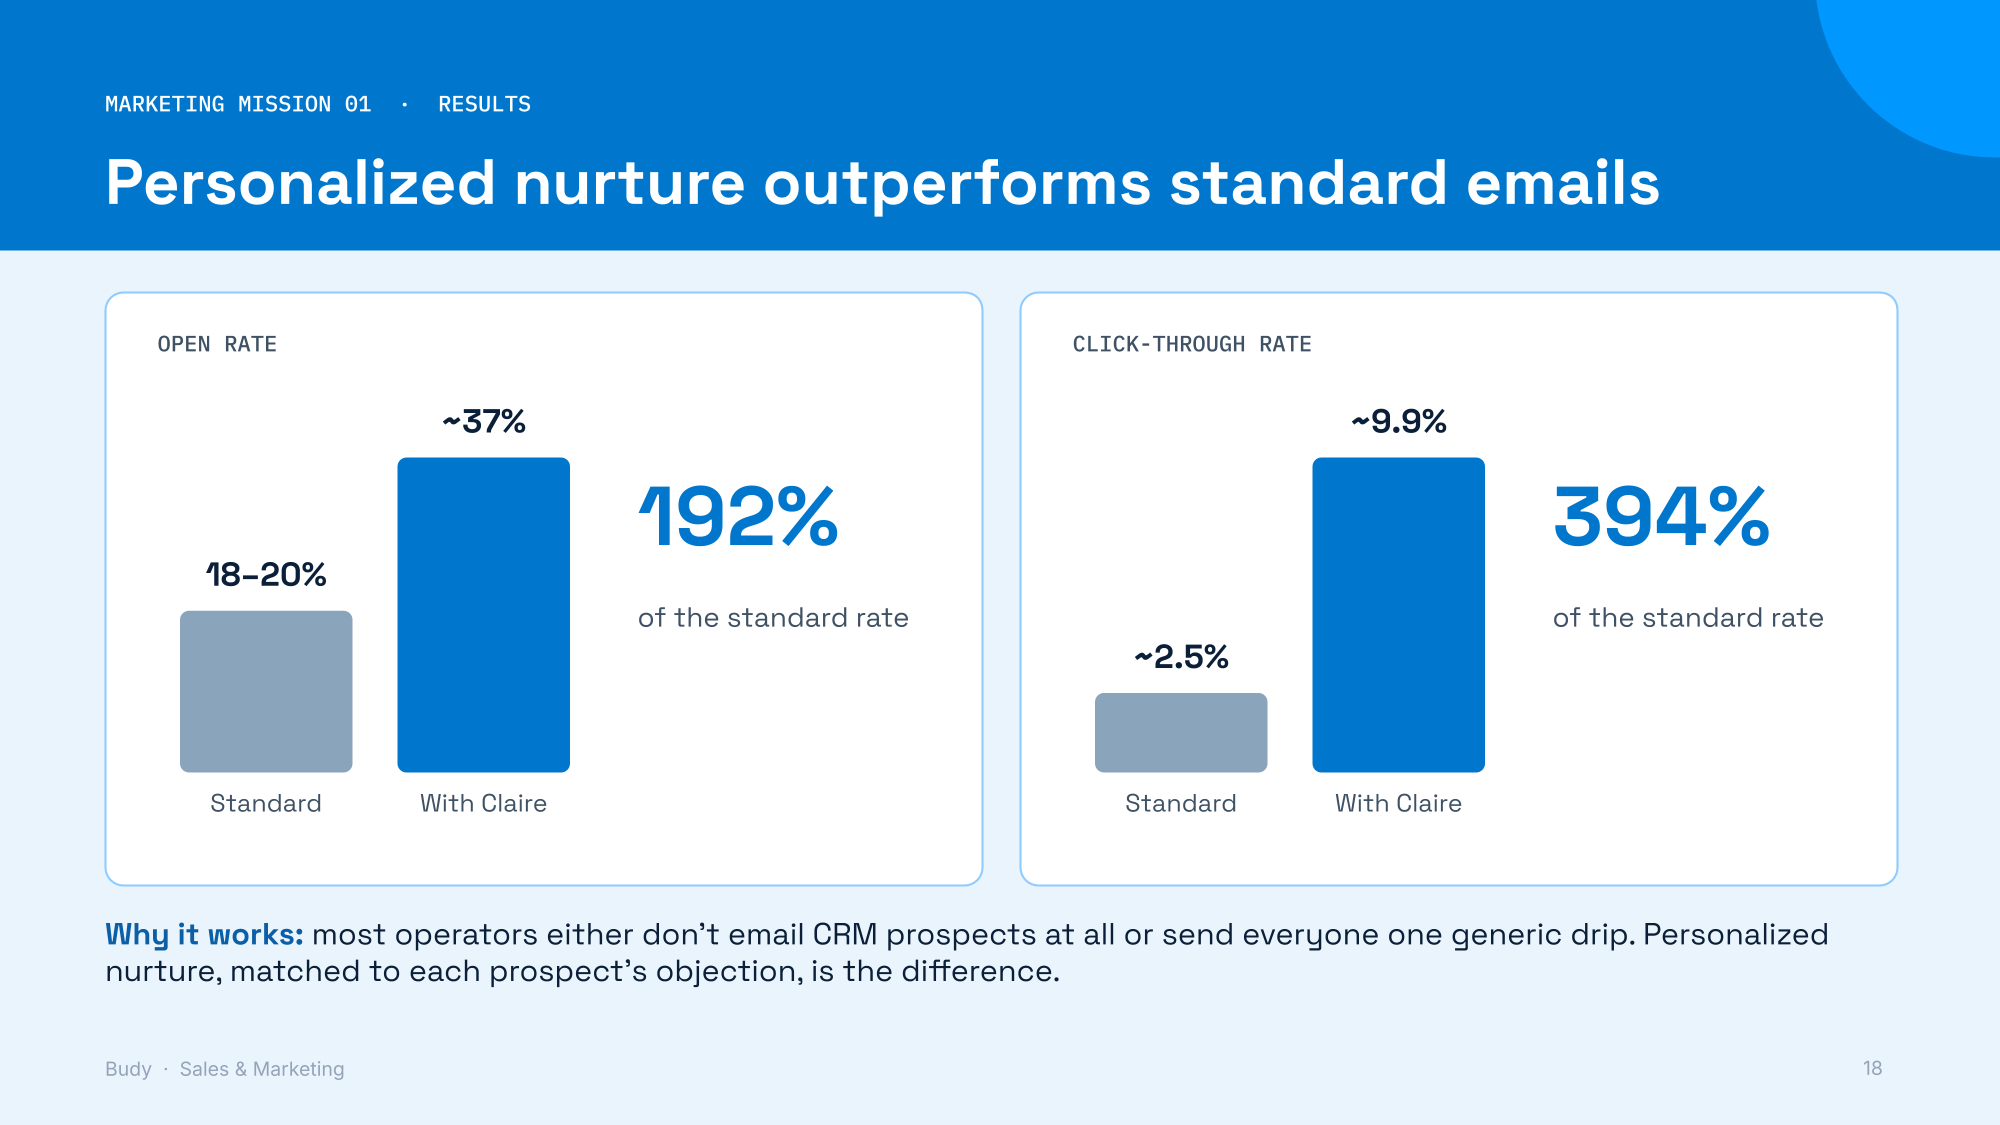 MARKETING MISSION 01 · RESULTS
Personalized nurture outperforms standard emails
OPEN RATE
18–20%
~37%
Standard
With Claire
192%
of the standard rate
CLICK-THROUGH RATE
~2.5%
~9.9%
Standard
With Claire
394%
of the standard rate
Why it works: most operators either don’t email CRM prospects at all or send everyone one generic drip. Personalized
nurture, matched to each prospect’s objection, is the difference.
Budy · Sales & Marketing
18